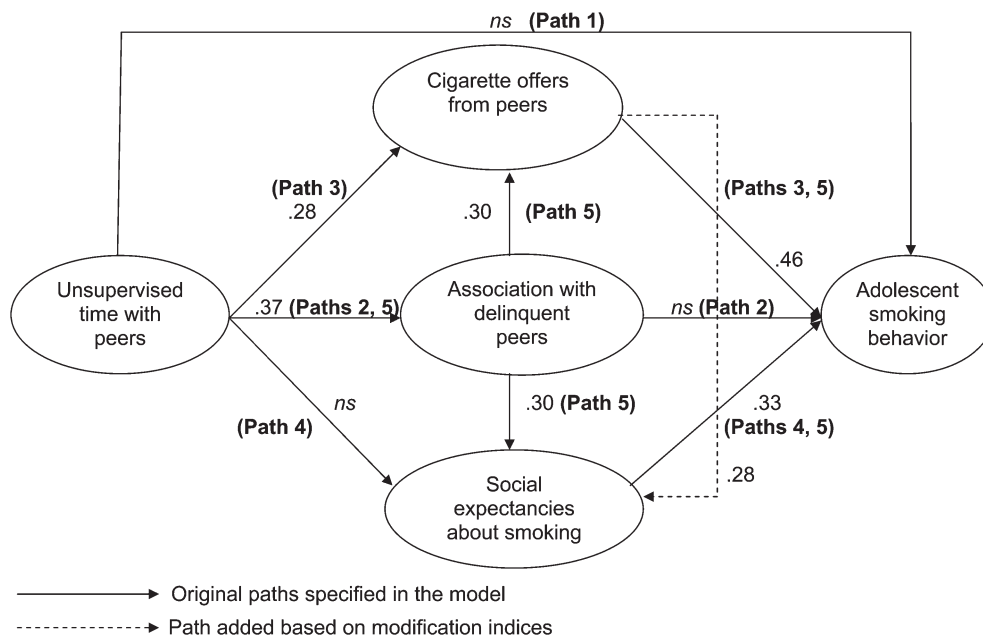 ns (Path 1)
Cigarette offers
from peers
(Path 3)
.28
.30 (Path 5)
(Paths 3, 5)
.46
Unsupervised
time with
peers
.37 (Paths 2, 5)
Association with
delinquent
peers
ns (Path 2)
Adolescent
smoking
behavior
ns
(Path 4)
.30 (Path 5)
.33
(Paths 4, 5)
.28
Social
expectancies
about smoking
Original paths specified in the model
Path added based on modification indices